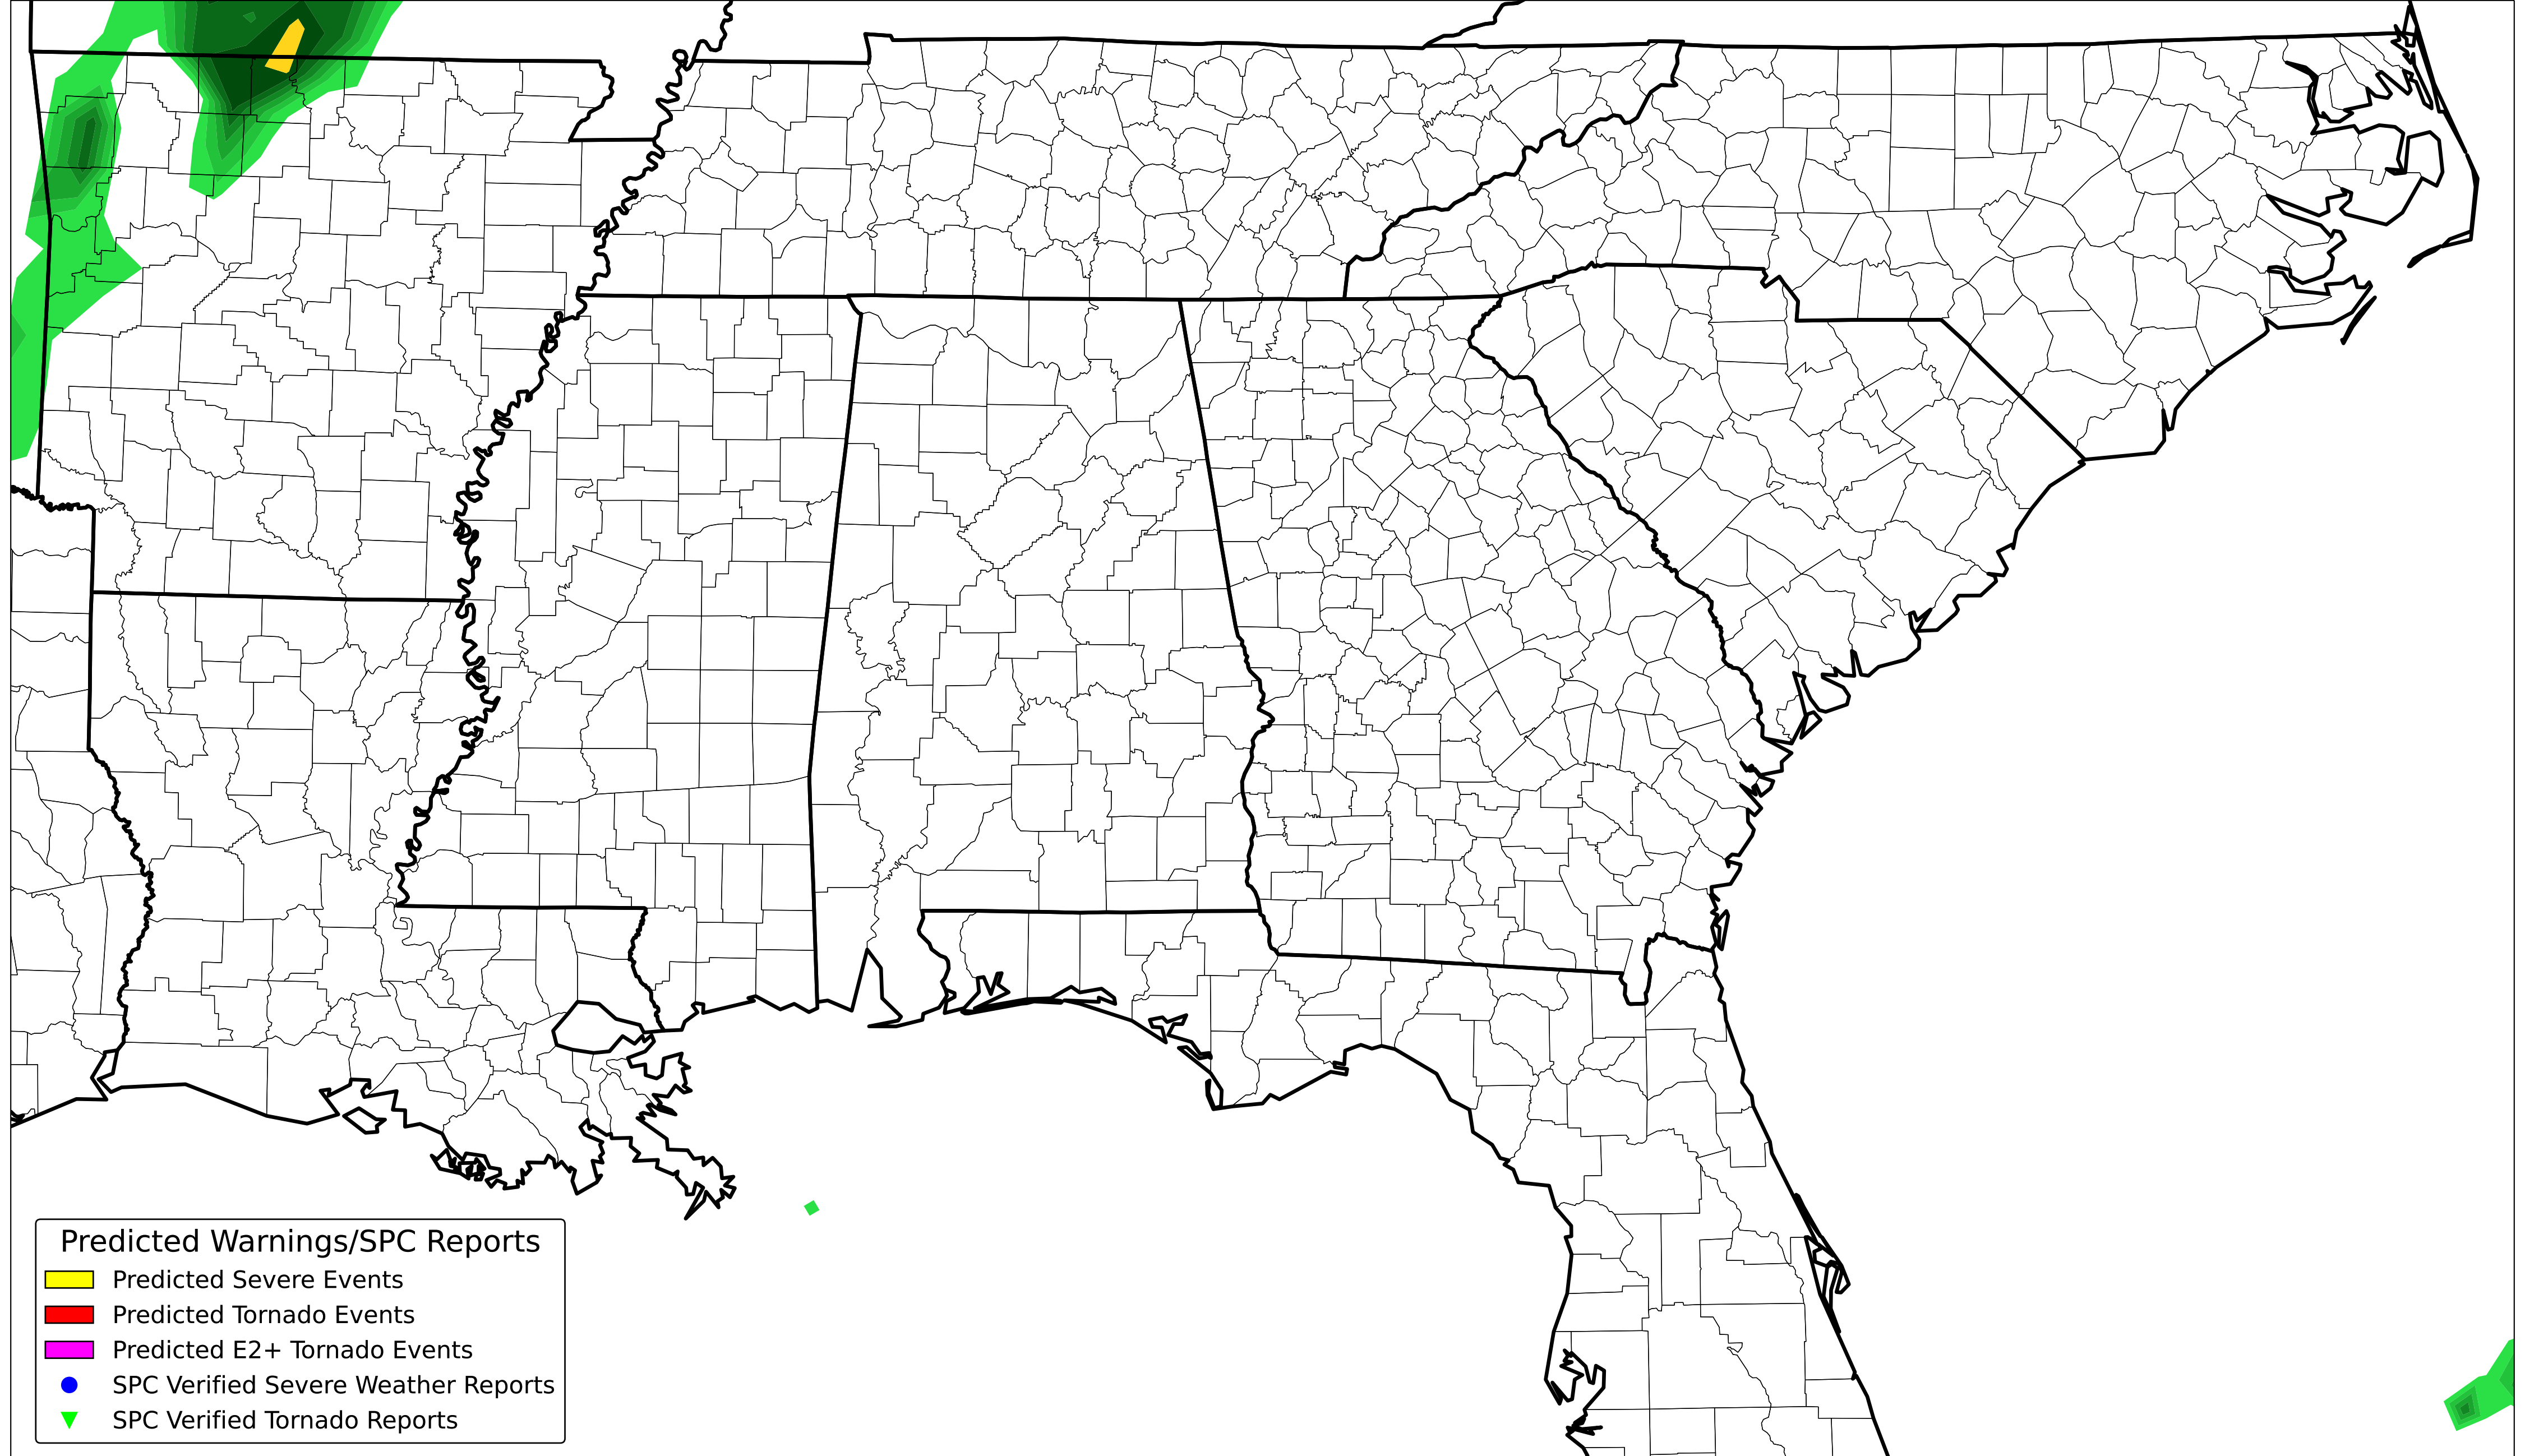 Predicted Warnings/SPC Reports
Predicted Severe Events
Predicted Tornado Events
Predicted E2+ Tornado Events
SPC Verified Severe Weather Reports
SPC Verified Tornado Reports